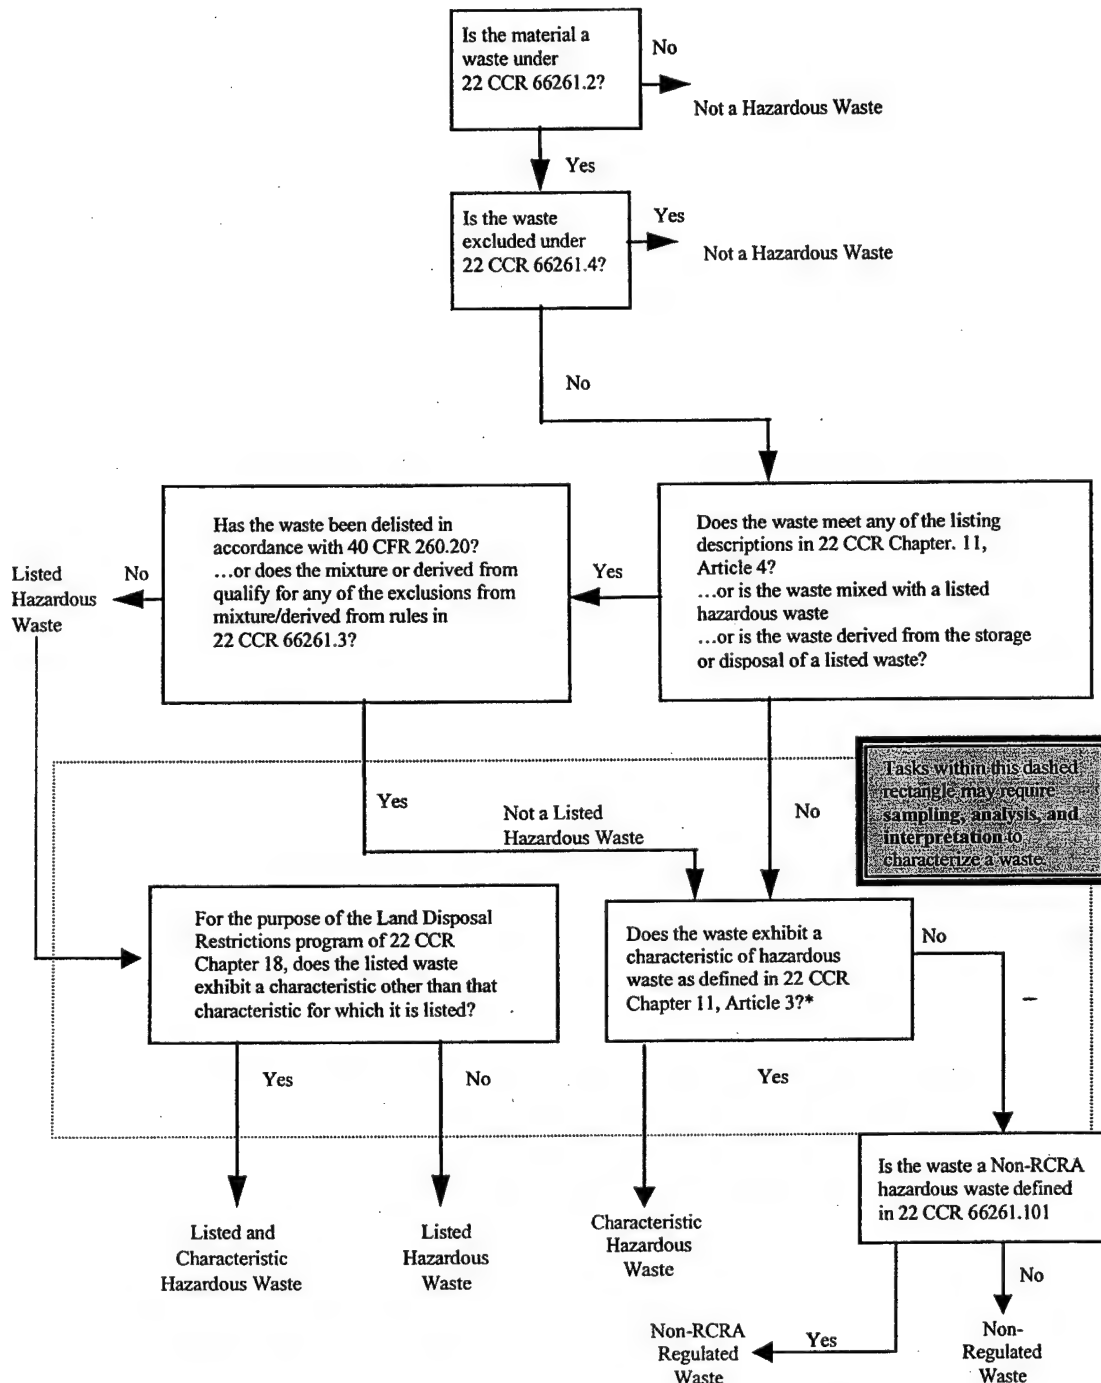 Is the material a
waste under
22 CCR 66261.2?
No
Not a Hazardous Waste
Yes
Is the waste
excluded under
22 CCR 66261.4?
Yes
Not a Hazardous Waste
No
Has the waste been delisted in
accordance with 40 CFR 260.20?
...or does the mixture or derived from
qualify for any of the exclusions from
mixture/derived from rules in
22 CCR 66261.3?
Yes
Does the waste meet any of the listing
descriptions in 22 CCR Chapter. 11,
Article 4?
...or is the waste mixed with a listed
hazardous waste
...or is the waste derived from the storage
or disposal of a listed waste?
No
Listed
Hazardous
Waste
Yes
Not a Listed
Hazardous Waste
No
Tasks within this dashed
rectangle may require
sampling, analysis, and
interpretation to
characterize a waste.
For the purpose of the Land Disposal
Restrictions program of 22 CCR
Chapter 18, does the listed waste
exhibit a characteristic other than that
characteristic for which it is listed?
Does the waste exhibit a
characteristic of hazardous
waste as defined in 22 CCR
Chapter 11, Article 3?*
No
Yes
No
Yes
Is the waste a Non-RCRA
hazardous waste defined
in 22 CCR 66261.101
Listed and
Characteristic
Hazardous Waste
Listed
Hazardous
Waste
Characteristic
Hazardous
Waste
No
Yes
Non-RCRA
Regulated
Waste
Non-
Regulated
Waste